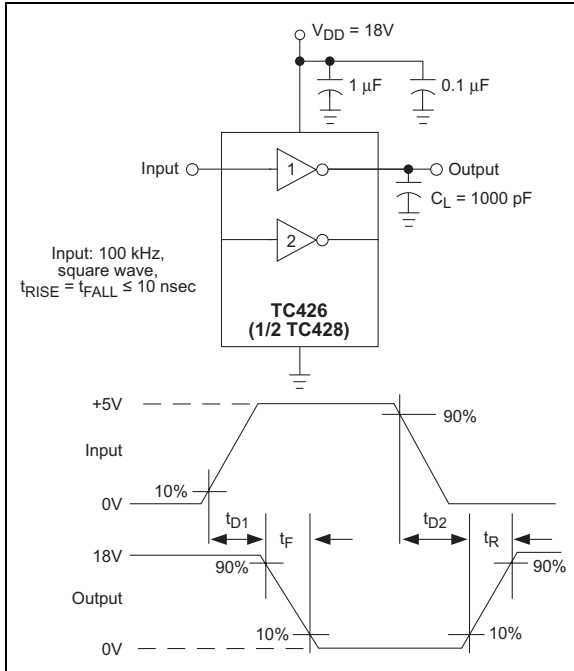 V_DD = 18V
1 μF
0.1 μF
Input
1
Output
C_L = 1000 pF
2
Input: 100 kHz,
square wave,
t_RISE = t_FALL ≤ 10 nsec
TC426
(1/2 TC428)
+5V
90%
Input
10%
0V
t_D1
t_F
t_D2
t_R
18V
90%
90%
Output
10%
10%
0V